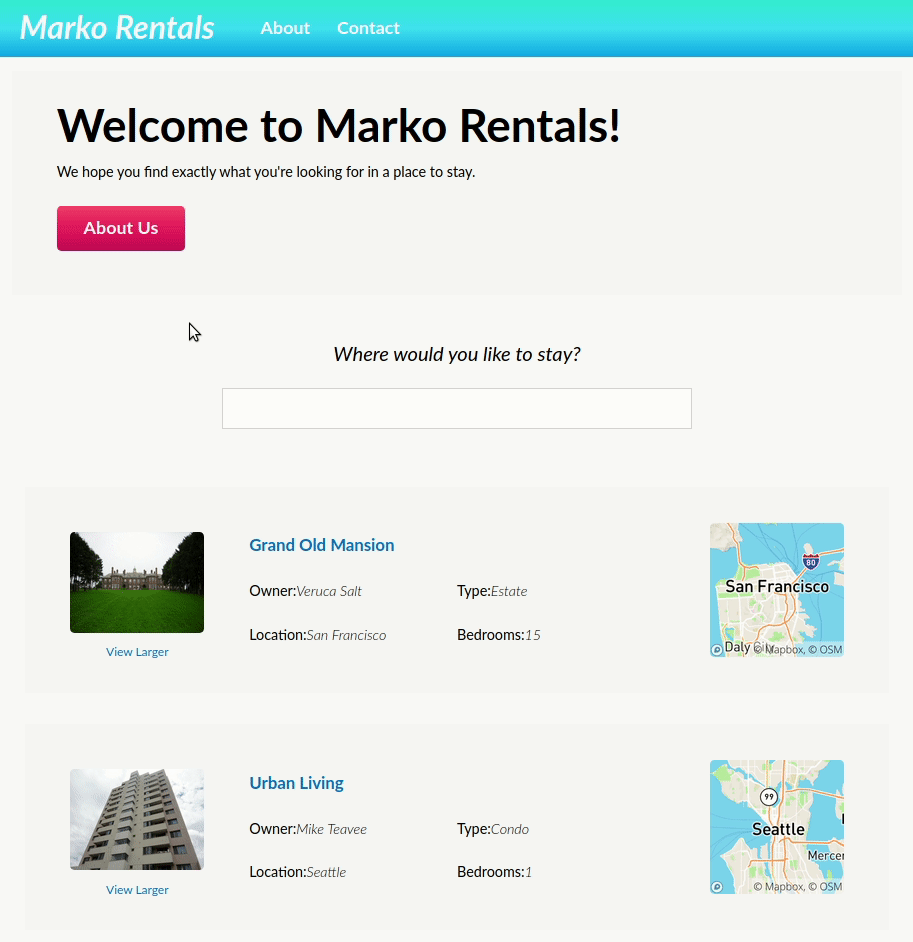 Marko Rentals About Contact
Welcome to Marko Rentals!
We hope you find exactly what you're looking for in a place to stay.
About Us
Where would you like to stay?
Grand Old Mansion
Owner:Veruca Salt Type:Estate
Location:San Francisco Bedrooms:15
View Larger
80
San Francisco
Daly City
© Mapbox, © OSM
Urban Living
Owner:Mike Teavee Type:Condo
Location:Seattle Bedrooms:1
View Larger
99
Seattle
Mercer
© Mapbox, © OSM